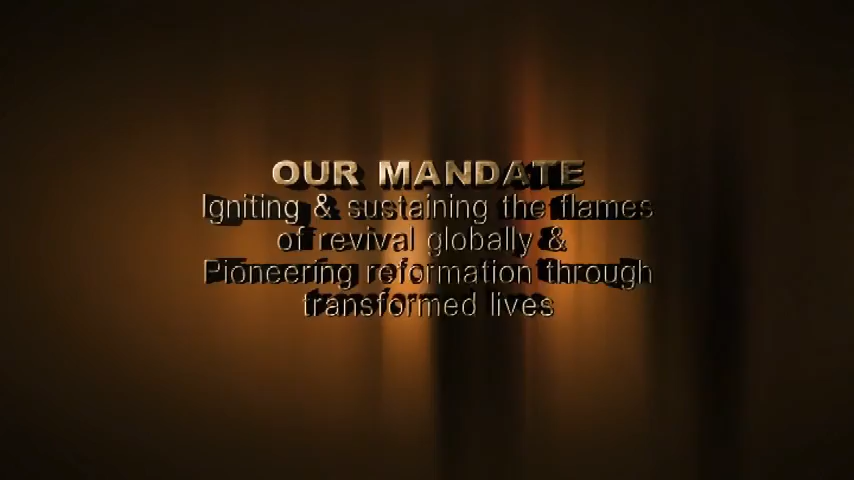 OUR MANDATE
Igniting & sustaining the flames
of revival globally &
Pioneering reformation through
transformed lives